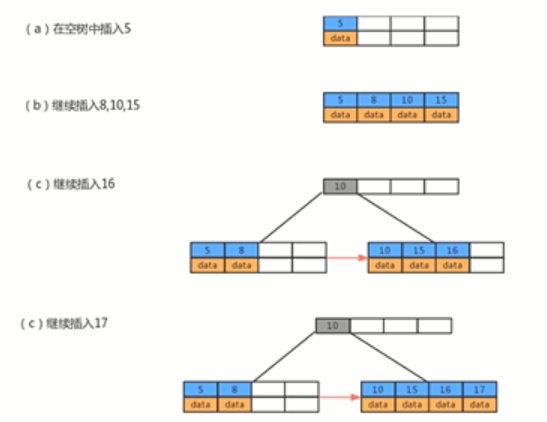 (a)在空树中插入5
5
data
(b)继续插入8,10,15
5 8 10 15
data data data data
(c)继续插入16
10
5 8 10 15 16
data data data data data
(c)继续插入17
10
5 8 10 15 16 17
data data data data data data